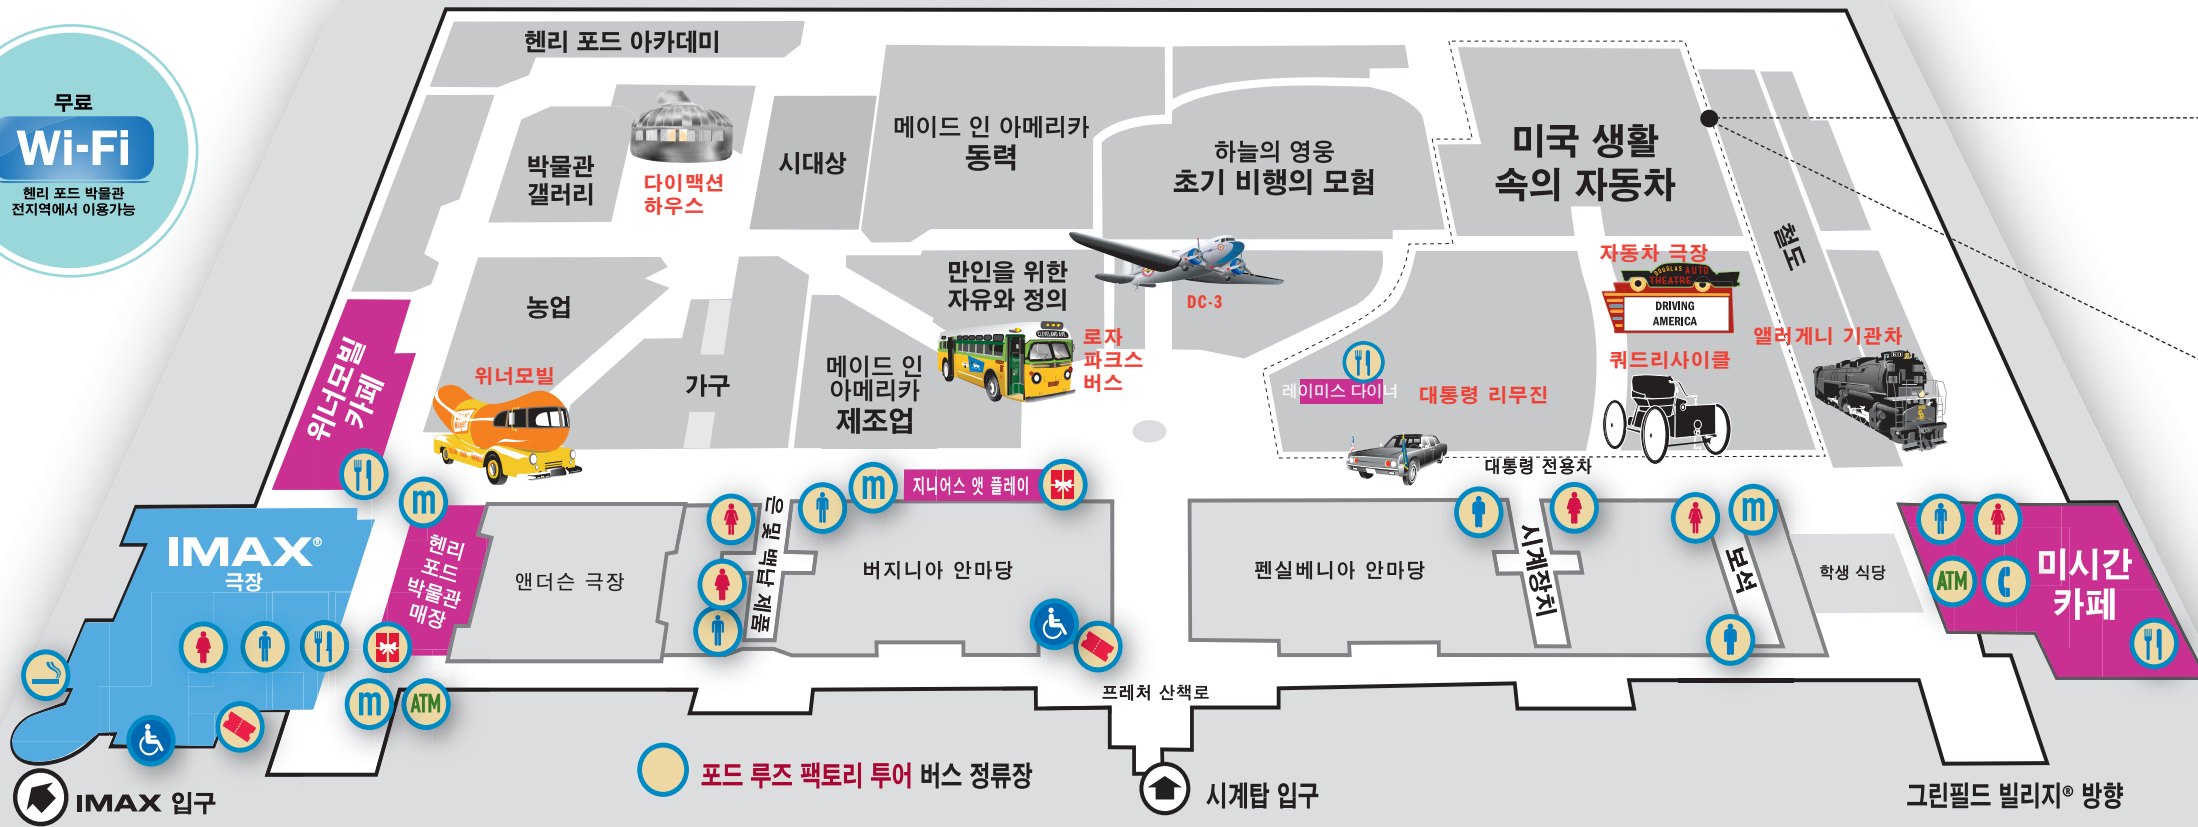 무료
Wi-Fi
헨리 포드 박물관
전지역에서 이용가능
헨리 포드 아카데미
박물관
갤러리
다이맥션
하우스
시대상
메이드 인 아메리카
동력
하늘의 영웅
초기 비행의 모험
미국 생활
속의 자동차
철도
농업
만인을 위한
자유와 정의
DC-3
자동차 극장
DOUGLAS AUTO
THEATRE
DRIVING
AMERICA
앨러게니 기관차
위너모빌
카페
위너모빌
가구
메이드 인
아메리카
제조업
CLEVELAND AVE
로자
파크스
버스
레이미스 다이너
대통령 리무진
쿼드리사이클
대통령 전용차
m
m
지니어스 앳 플레이
m
IMAX®
극장
헨리
포드
박물관
매장
앤더슨 극장
은 및 백납 제품
버지니아 안마당
펜실베니아 안마당
시계장치
보석
학생 식당
ATM
미시간
카페
m
ATM
프레처 산책로
포드 루즈 팩토리 투어 버스 정류장
IMAX 입구
시계탑 입구
그린필드 빌리지® 방향